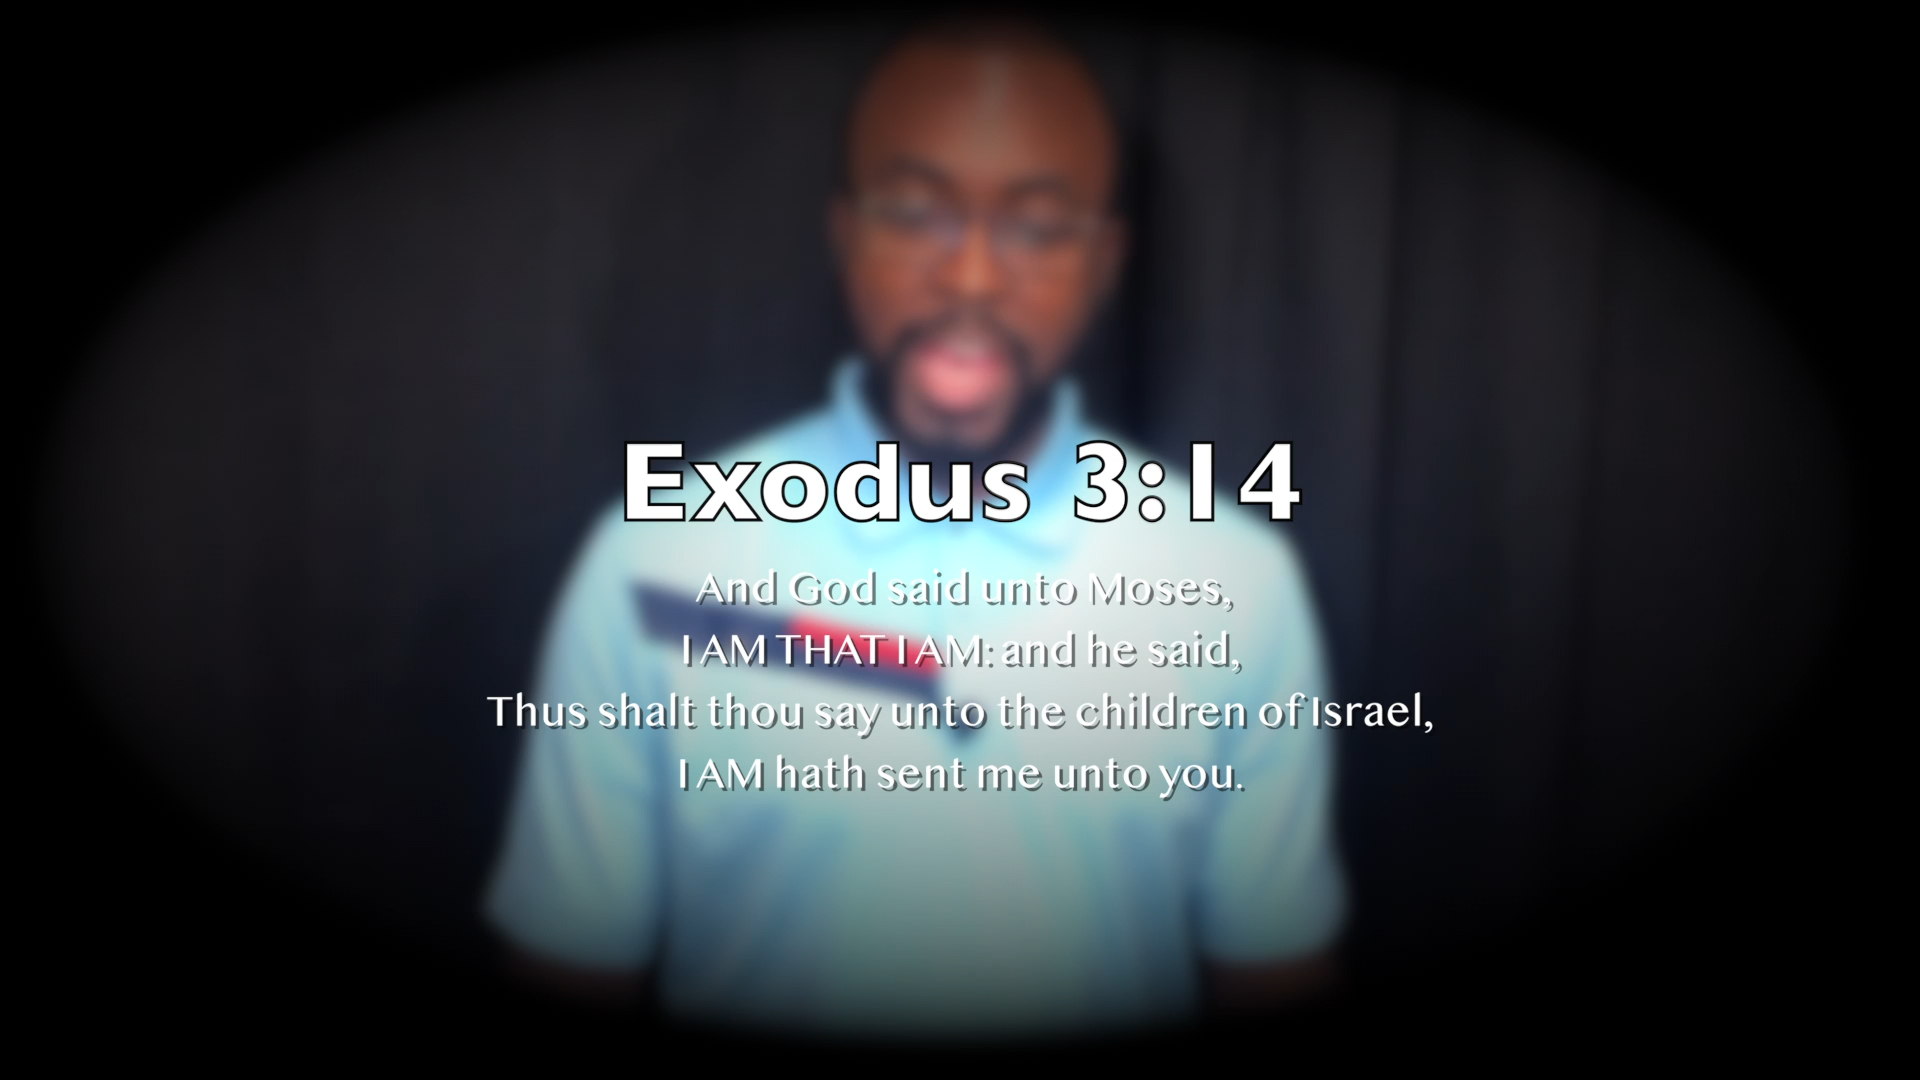 Exodus 3:14
And God said unto Moses,
I AM THAT I AM: and he said,
Thus shalt thou say unto the children of Israel,
I AM hath sent me unto you.